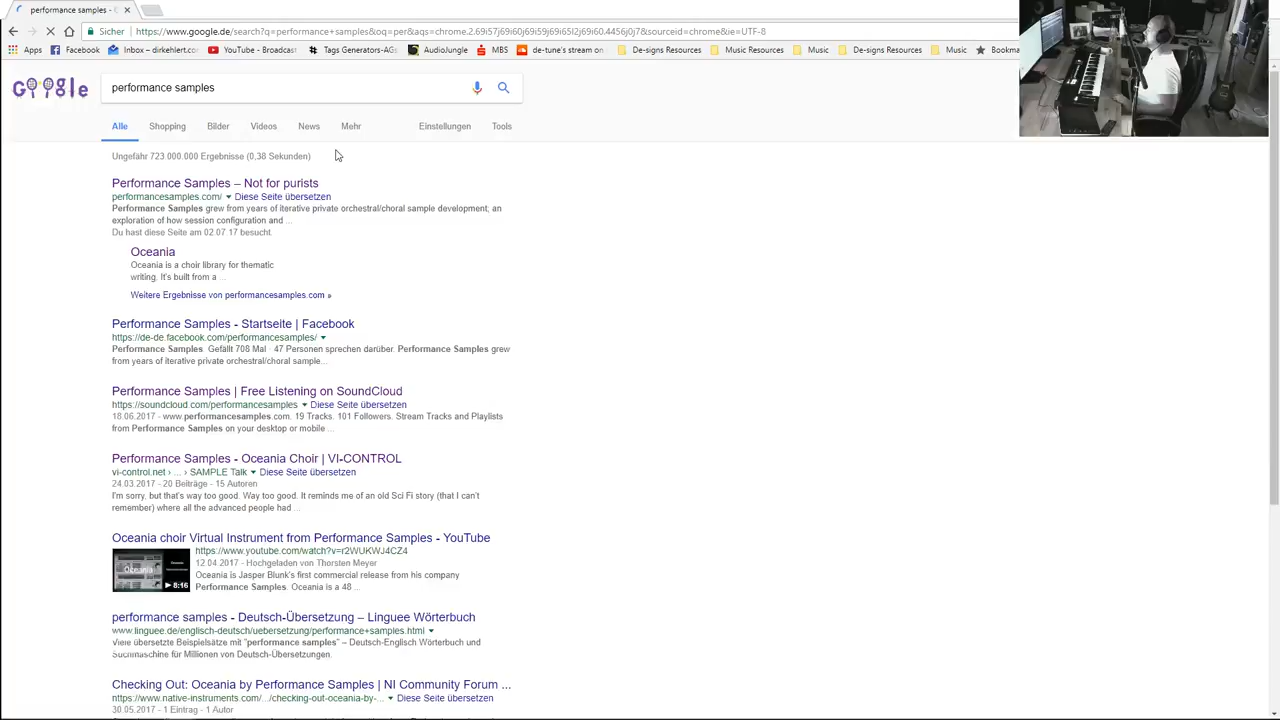 performance samples - G
Sicher | https://www.google.de/search?q=performance+samples&oq=per&aqs=chrome.2.69i57j69i60j69i59j69i65l2j69i60.4456j0j7&sourceid=chrome&ie=UTF-8
Apps Facebook Inbox – dirkehlert.co YouTube - Broadcast Tags Generators-AG AudioJungle MBS de-tune's stream on De-signs Resources Music Music Resources Music De-signs Resources Music Bookma
Google
performance samples
Alle Shopping Bilder Videos News Mehr Einstellungen Tools
Ungefähr 723.000.000 Ergebnisse (0,38 Sekunden)
Performance Samples – Not for purists
performancesamples.com/ Diese Seite übersetzen
Performance Samples grew from years of iterative private orchestral/choral sample development; an
exploration of how session configuration and ...
Du hast diese Seite am 02.07.17 besucht.
Oceania
Oceania is a choir library for thematic
writing. It's built from a ...
Weitere Ergebnisse von performancesamples.com »
Performance Samples - Startseite | Facebook
https://de-de.facebook.com/performancesamples/
Performance Samples. Gefällt 708 Mal · 47 Personen sprechen darüber. Performance Samples grew
from years of iterative private orchestral/choral sample...
Performance Samples | Free Listening on SoundCloud
https://soundcloud.com/performancesamples Diese Seite übersetzen
18.06.2017 - www.performancesamples.com. 19 Tracks. 101 Followers. Stream Tracks and Playlists
from Performance Samples on your desktop or mobile ...
Performance Samples - Oceania Choir | VI-CONTROL
vi-control.net › ... › SAMPLE Talk Diese Seite übersetzen
24.03.2017 - 20 Beiträge - 15 Autoren
I'm sorry, but that's way too good. Way too good. It reminds me of an old Sci Fi story (that I can't
remember) where all the advanced people had ...
Oceania choir Virtual Instrument from Performance Samples - YouTube
https://www.youtube.com/watch?v=r2WUKWJ4CZ4
12.04.2017 - Hochgeladen von Thorsten Meyer
Oceania is Jasper Blunk's first commercial release from his company
Performance Samples. Oceania is a 48 ...
Oceania
8:16
performance samples - Deutsch-Übersetzung – Linguee Wörterbuch
www.linguee.de/englisch-deutsch/uebersetzung/performance+samples.html
Viele übersetzte Beispielsätze mit "performance samples" – Deutsch-Englisch Wörterbuch und
Suchmaschine für Millionen von Deutsch-Übersetzungen.
Checking Out: Oceania by Performance Samples | NI Community Forum ...
https://www.native-instruments.com/.../checking-out-oceania-by-... Diese Seite übersetzen
30.05.2017 - 1 Eintrag - 1 Autor